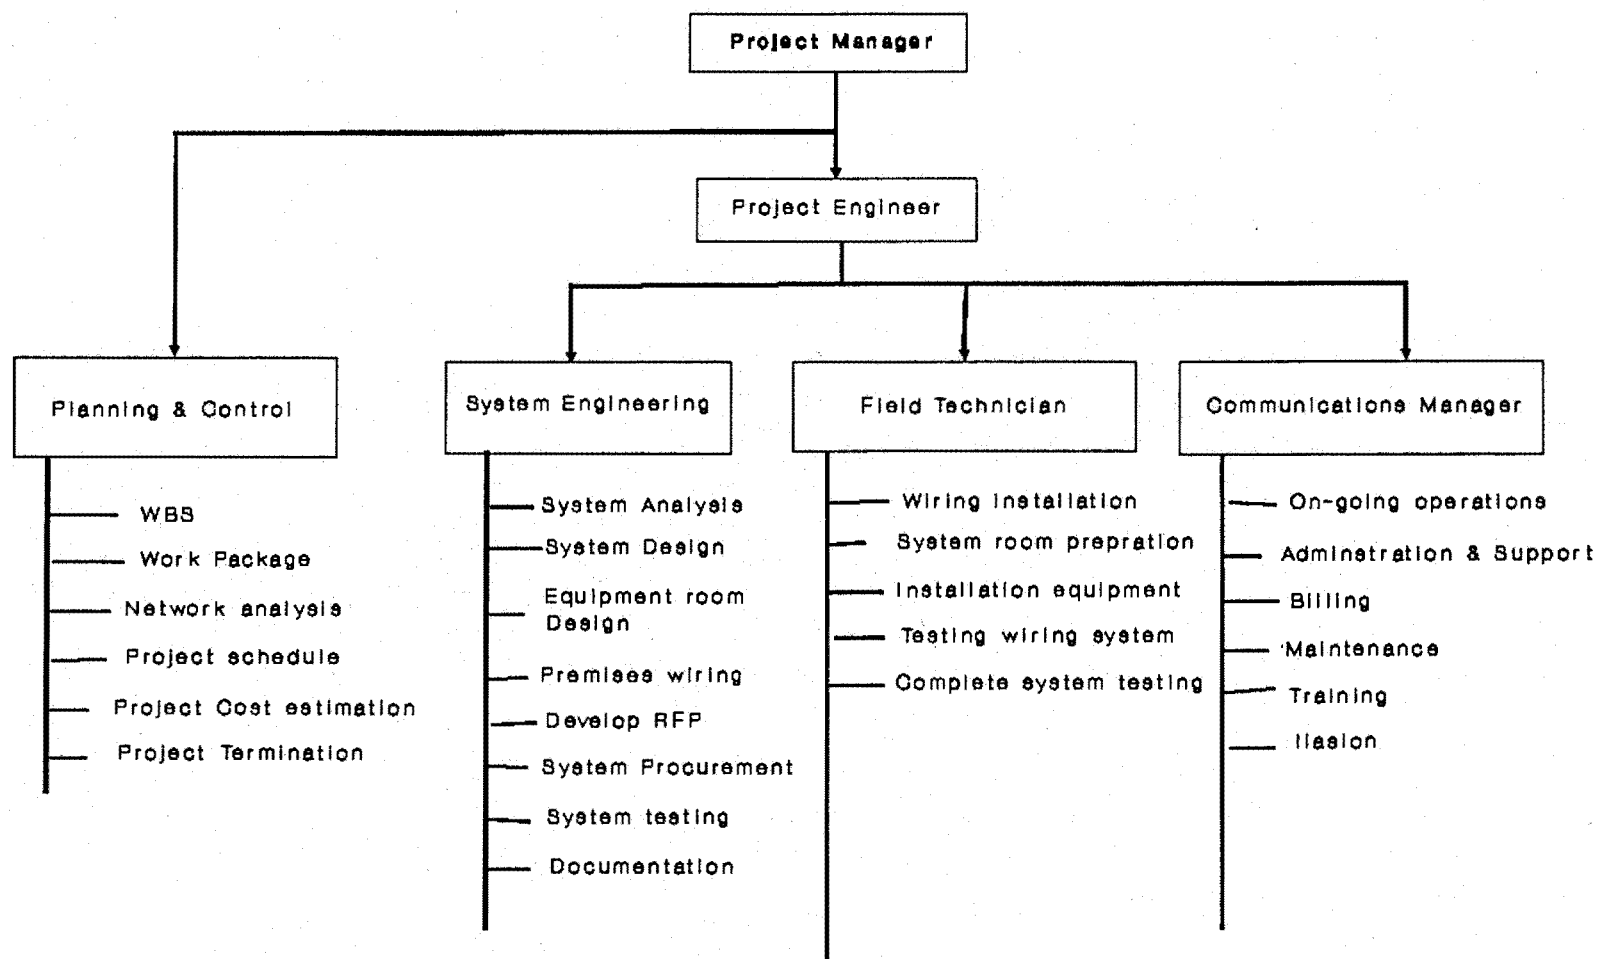 Project Manager
Project Engineer
Planning & Control
System Engineering
Field Technician
Communications Manager
WBS
Work Package
Network analysis
Project schedule
Project Cost estimation
Project Termination
System Analysis
System Design
Equipment room
Design
Premises wiring
Develop RFP
System Procurement
System testing
Documentation
Wiring Installation
System room prepration
Installation equipment
Testing wiring system
Complete system testing
On-going operations
Adminstration & Support
Billing
Maintenance
Training
liasion